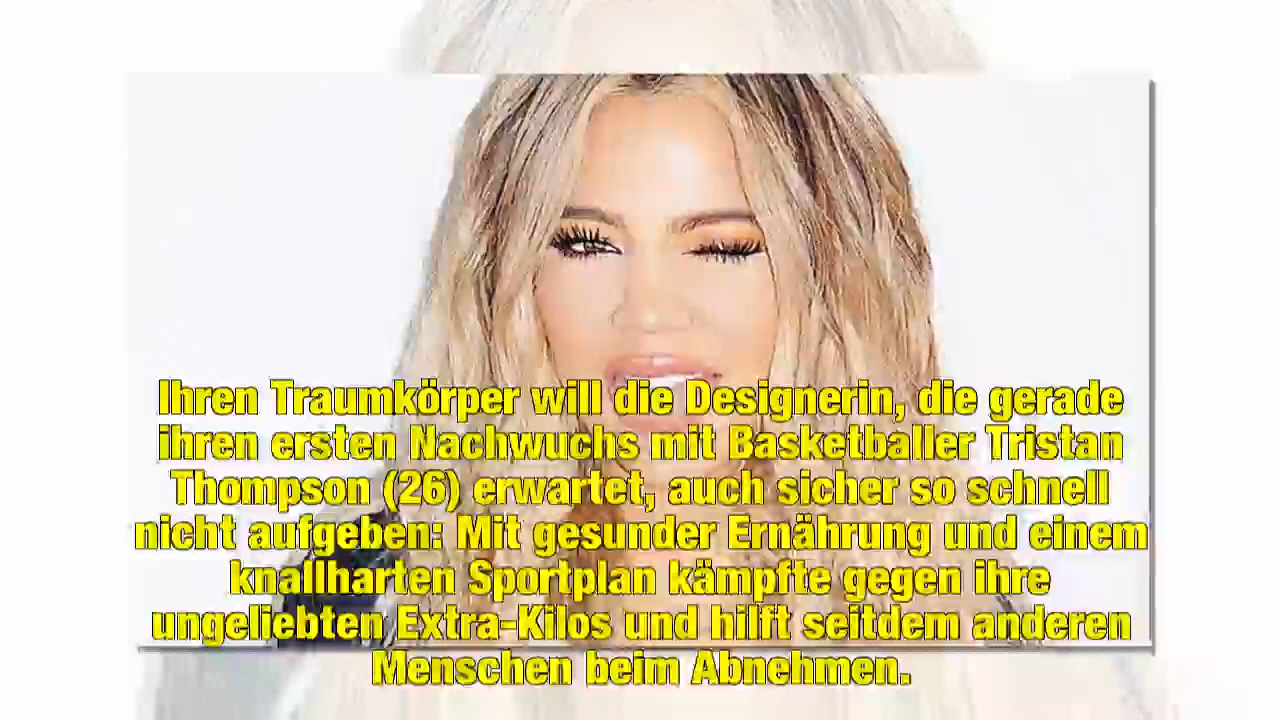 Ihren Traumkörper will die Designerin, die gerade
ihren ersten Nachwuchs mit Basketballer Tristan
Thompson (26) erwartet, auch sicher so schnell
nicht aufgeben: Mit gesunder Ernährung und einem
knallharten Sportplan kämpfte gegen ihre
ungeliebten Extra-Kilos und hilft seitdem anderen
Menschen beim Abnehmen.